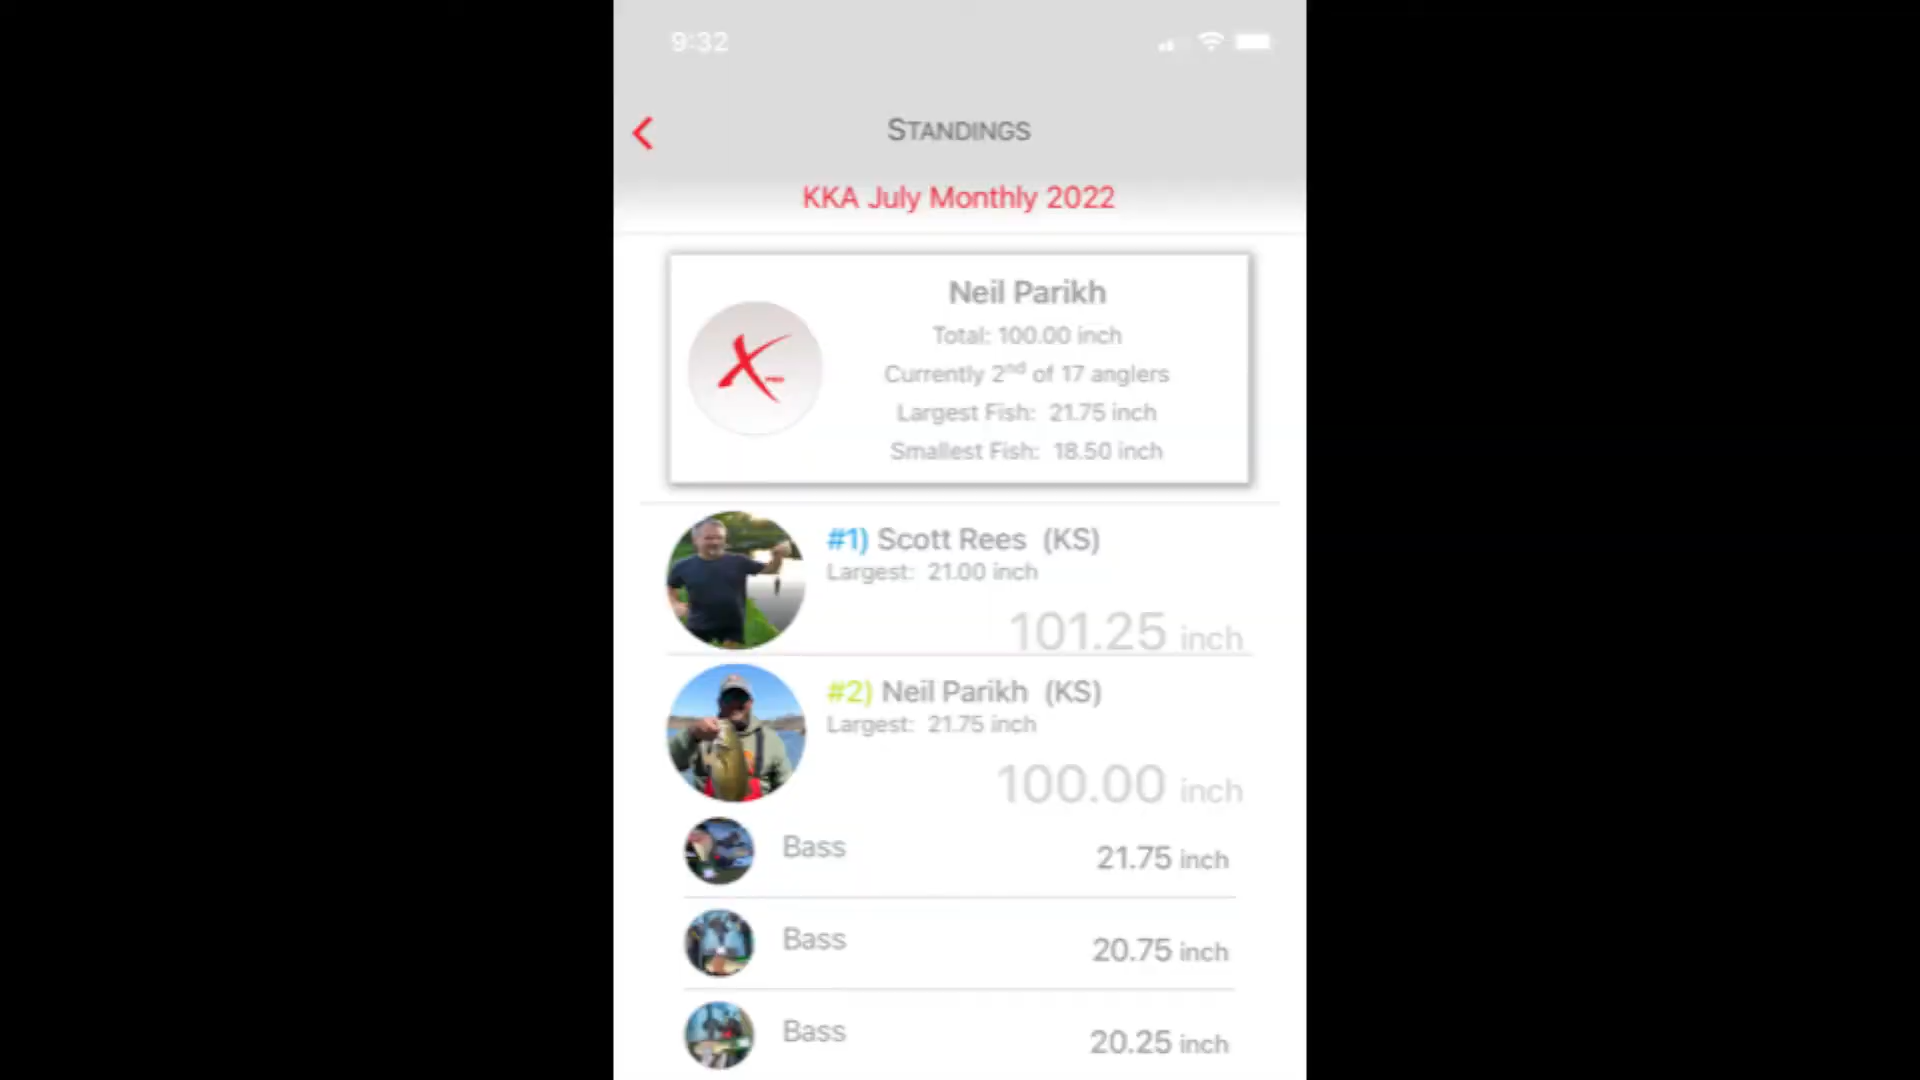 9:32
STANDINGS
KKA July Monthly 2022
Neil Parikh
Total: 100.00 inch
Currently 2nd of 17 anglers
Largest Fish: 21.75 inch
Smallest Fish: 18.50 inch
#1) Scott Rees (KS)
Largest: 21.00 inch
101.25 inch
#2) Neil Parikh (KS)
Largest: 21.75 inch
100.00 inch
Bass 21.75 inch
Bass 20.75 inch
Bass 20.25 inch